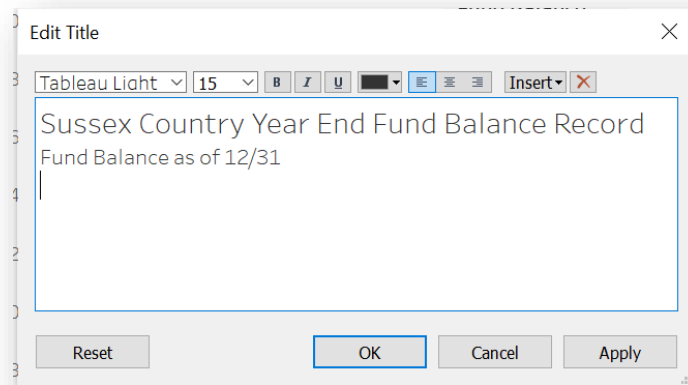 Edit Title
Tableau Light 15 B I U Insert
Sussex Country Year End Fund Balance Record
Fund Balance as of 12/31
Reset OK Cancel Apply